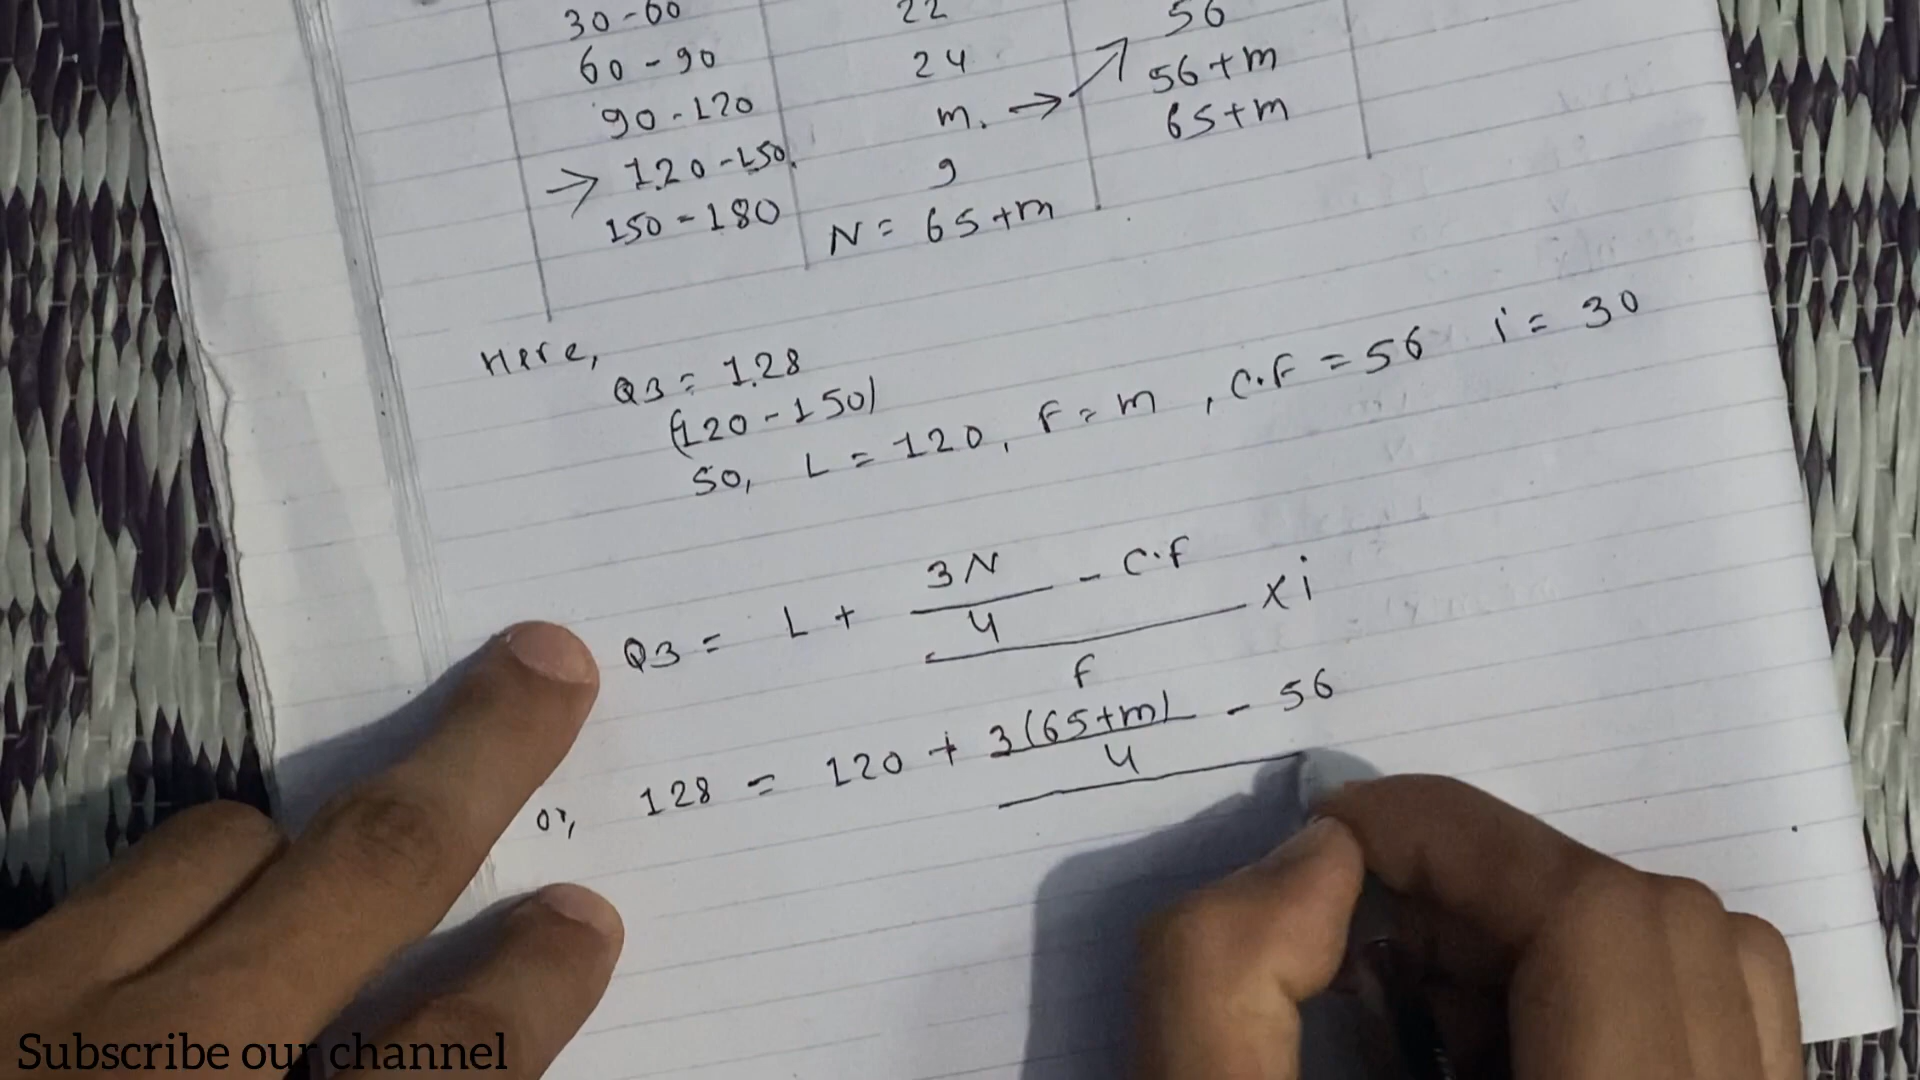 30-60 22 56
60-90 24 56+m
90-120 m. → 65+m
→ 120-150 9
150-180 N = 65+m
Here,
Q3 = 128
(120-150)
So, L = 120, F = m, C.F = 56 i = 30
Q3 = L + 3N/4 - C.F / F × i
or, 128 = 120 + 3(65+m)/4 - 56
Subscribe our channel